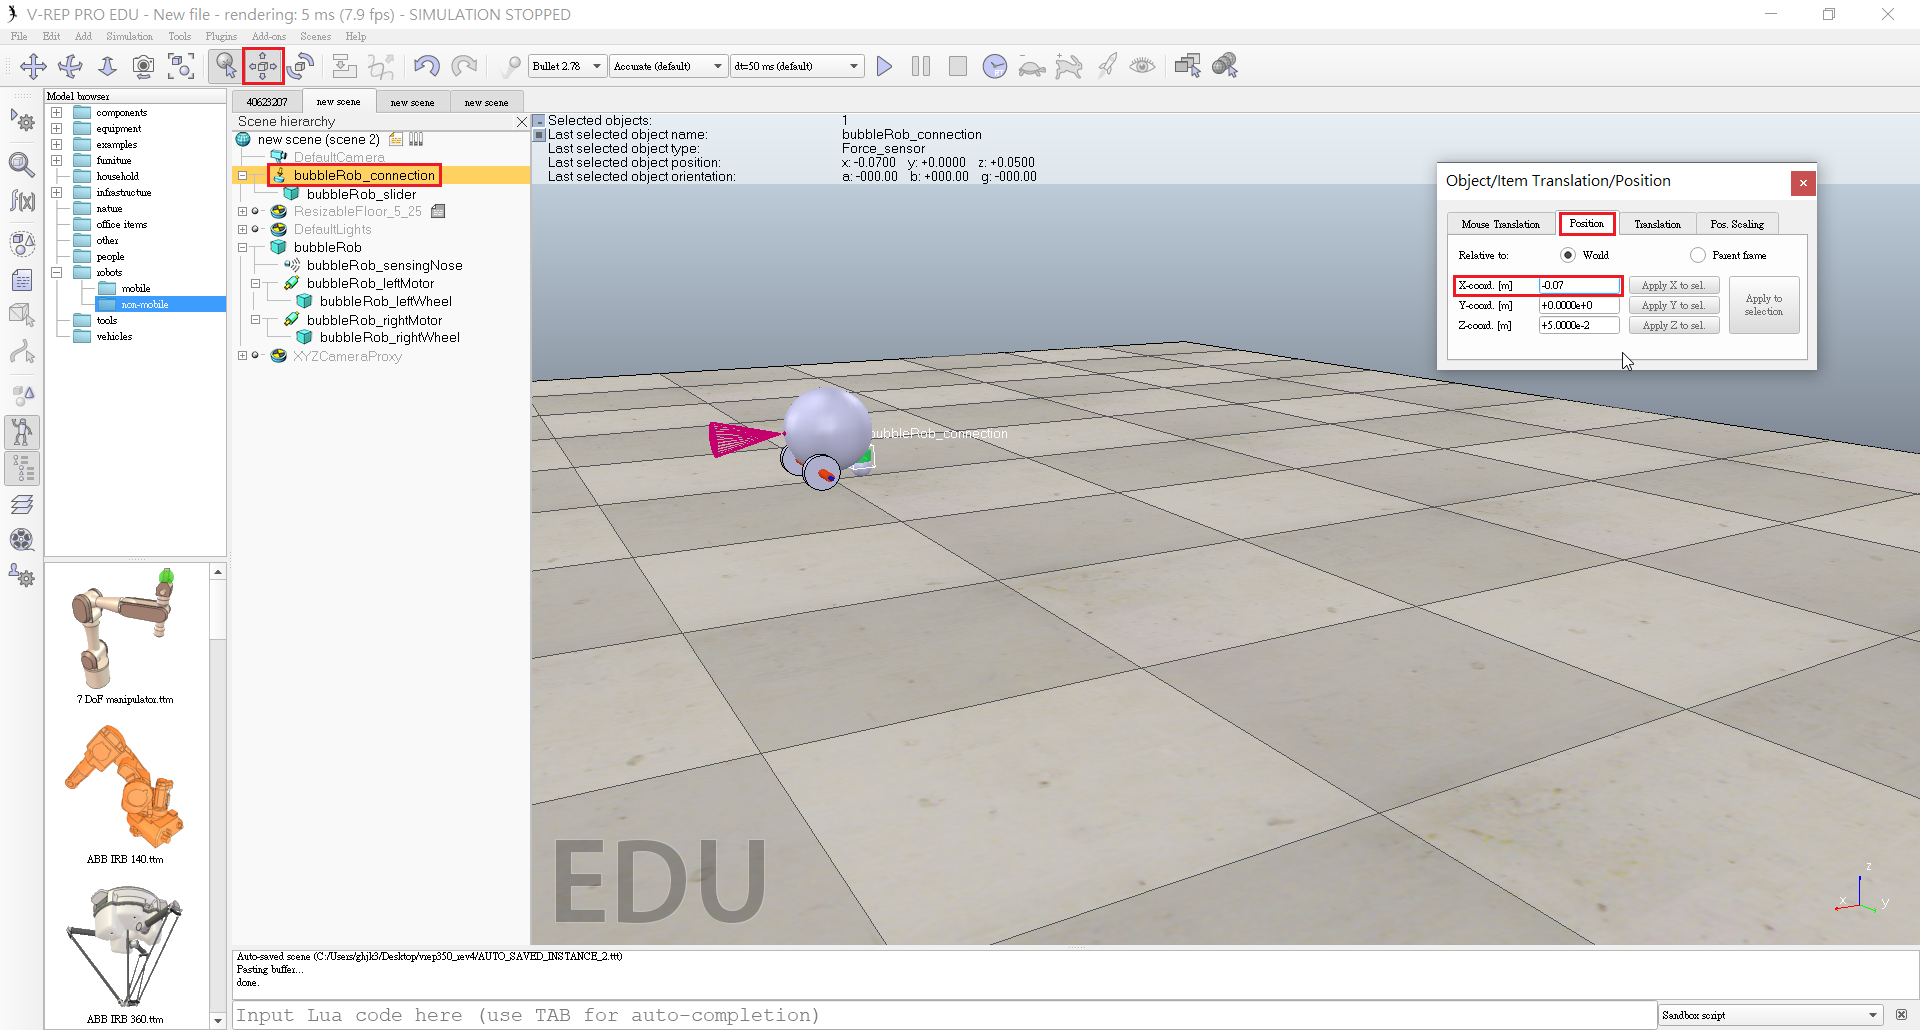 V-REP PRO EDU - New file - rendering: 5 ms (7.9 fps) - SIMULATION STOPPED
File Edit Add Simulation Tools Plugins Add-ons Scenes Help
Bullet 2.78 Accurate (default) dt=50 ms (default)
Model browser
components
equipment
examples
furniture
household
infrastructure
nature
office items
other
people
robots
mobile
non-mobile
tools
vehicles
7 DoF manipulator.ttm
ABB IRB 140.ttm
ABB IRB 360.ttm
40623207 new scene new scene new scene
Scene hierarchy
new scene (scene 2)
DefaultCamera
bubbleRob_connection
bubbleRob_slider
ResizableFloor_5_25
DefaultLights
bubbleRob
bubbleRob_sensingNose
bubbleRob_leftMotor
bubbleRob_leftWheel
bubbleRob_rightMotor
bubbleRob_rightWheel
XYZCameraProxy
Selected objects: 1
Last selected object name: bubbleRob_connection
Last selected object type: Force_sensor
Last selected object position: x: -0.0700 y: +0.0000 z: +0.0500
Last selected object orientation: a: -000.00 b: +000.00 g: -000.00
bubbleRob_connection
EDU
z
x
y
Object/Item Translation/Position
Mouse Translation Position Translation Pos. Scaling
Relative to: World Parent frame
X-coord. [m] -0.07 Apply X to sel.
Y-coord. [m] +0.0000e+0 Apply Y to sel.
Z-coord. [m] +5.0000e-2 Apply Z to sel.
Apply to
selection
Auto-saved scene (C:/Users/ghjk3/Desktop/vrep350_rev4/AUTO_SAVED_INSTANCE_2.ttt)
Pasting buffer...
done.
Input Lua code here (use TAB for auto-completion)
Sandbox script